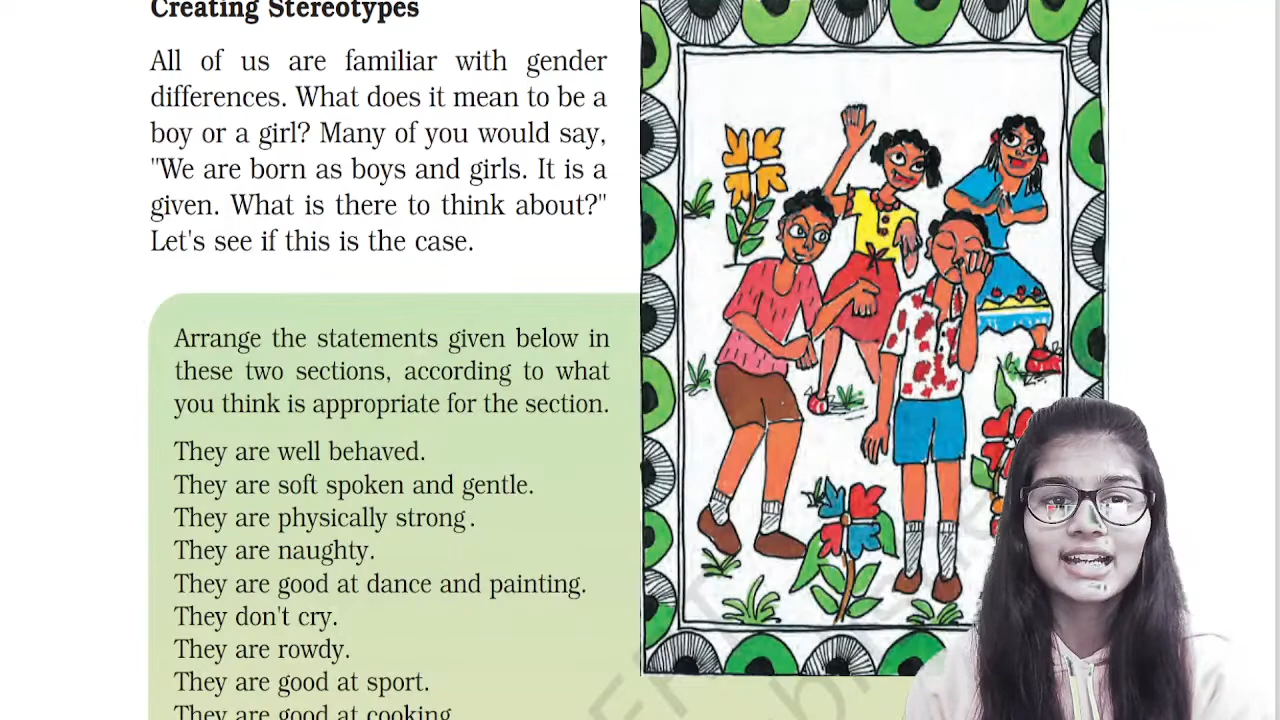 Creating Stereotypes
All of us are familiar with gender
differences. What does it mean to be a
boy or a girl? Many of you would say,
"We are born as boys and girls. It is a
given. What is there to think about?"
Let's see if this is the case.
Arrange the statements given below in
these two sections, according to what
you think is appropriate for the section.
They are well behaved.
They are soft spoken and gentle.
They are physically strong.
They are naughty.
They are good at dance and painting.
They don't cry.
They are rowdy.
They are good at sport.
They are good at cooking